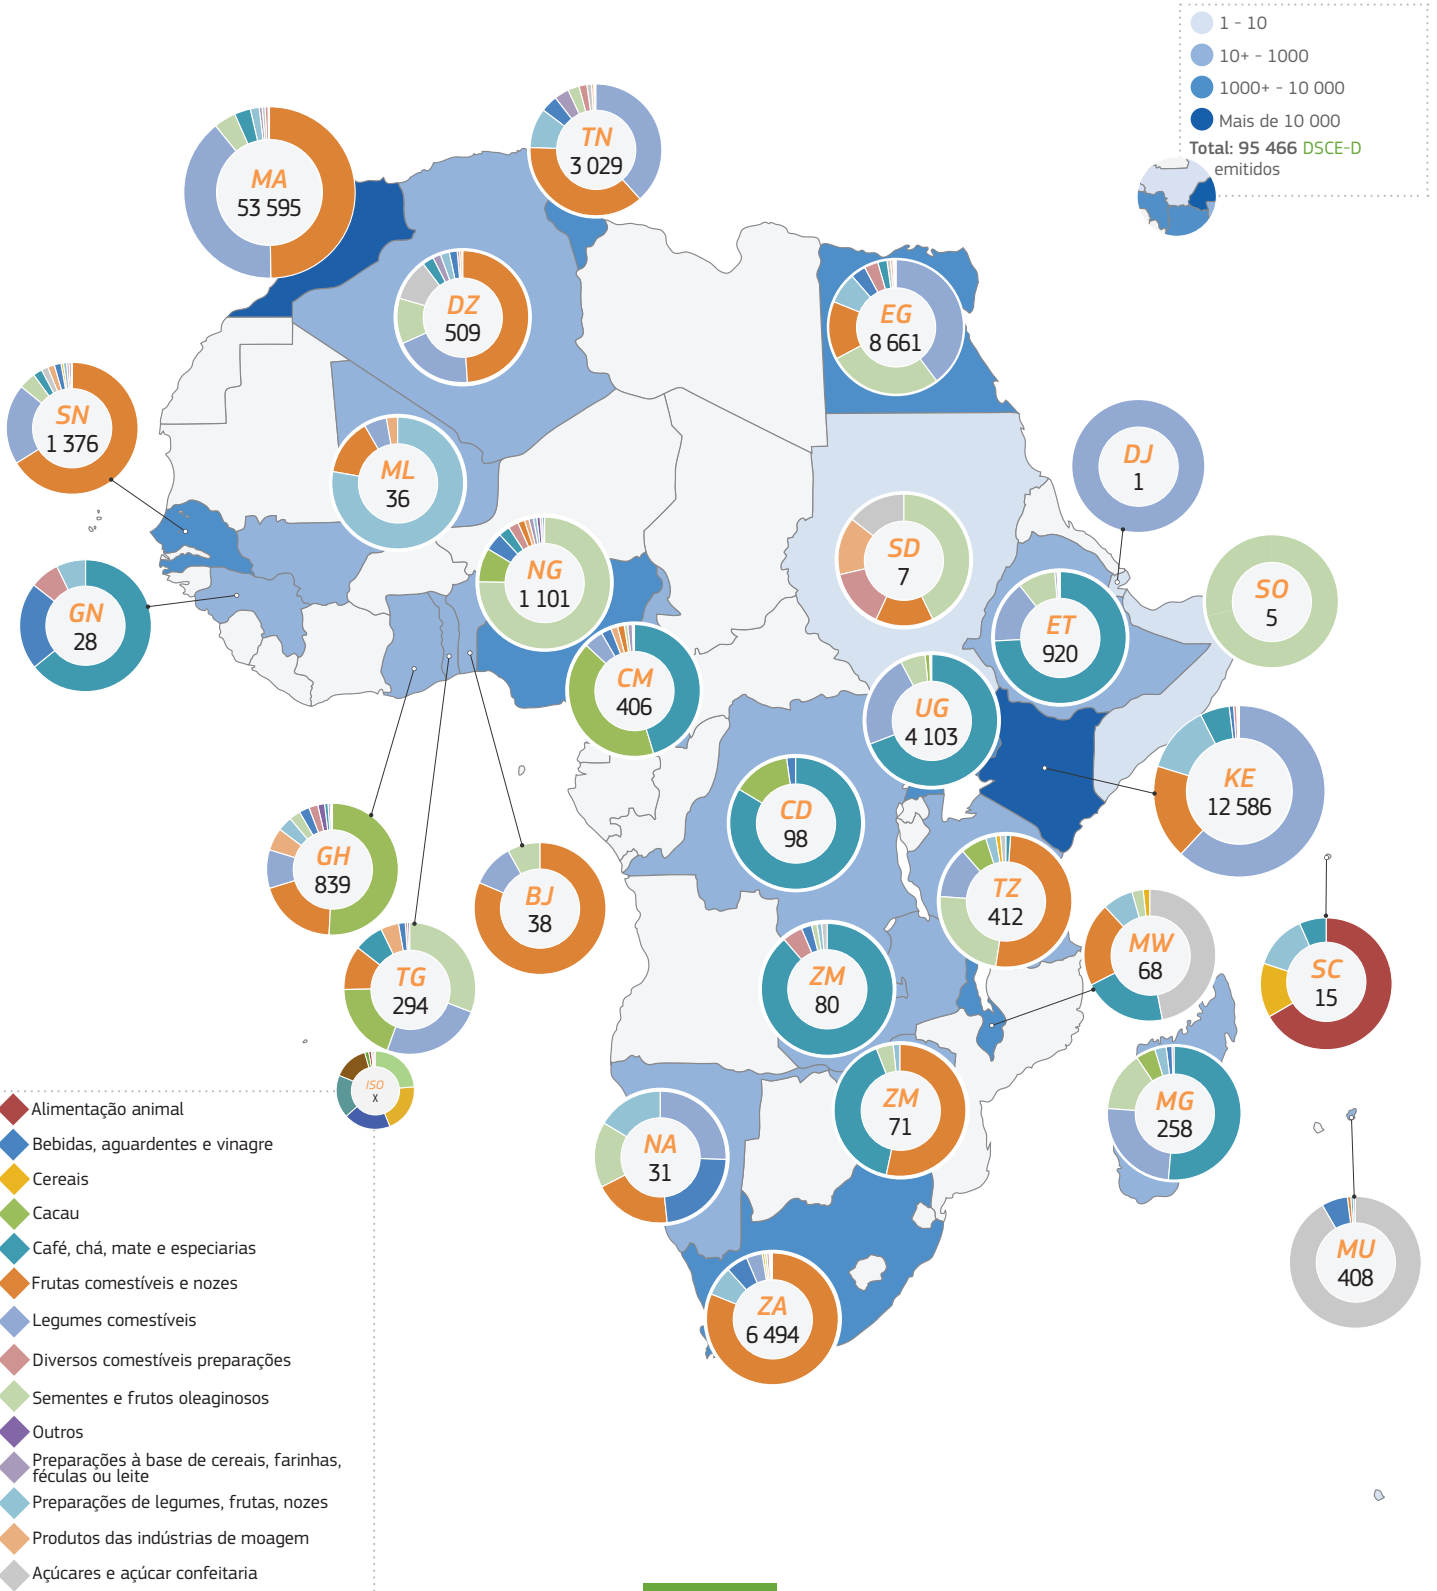 1 - 10
10+ - 1000
1000+ - 10 000
Mais de 10 000
Total: 95 466 DSCE-D
emitidos
TN
3 029
MA
53 595
DZ
509
EG
8 661
SN
1 376
ML
36
DJ
1
NG
1 101
SD
7
SO
5
GN
28
ET
920
CM
406
UG
4 103
KE
12 586
CD
98
GH
839
BJ
38
TZ
412
MW
68
TG
294
ZM
80
SC
15
ISO
X
ZM
71
MG
258
NA
31
MU
408
ZA
6 494
Alimentação animal
Bebidas, aguardentes e vinagre
Cereais
Cacau
Café, chá, mate e especiarias
Frutas comestíveis e nozes
Legumes comestíveis
Diversos comestíveis preparações
Sementes e frutos oleaginosos
Outros
Preparações à base de cereais, farinhas,
féculas ou leite
Preparações de legumes, frutas, nozes
Produtos das indústrias de moagem
Açúcares e açúcar confeitaria